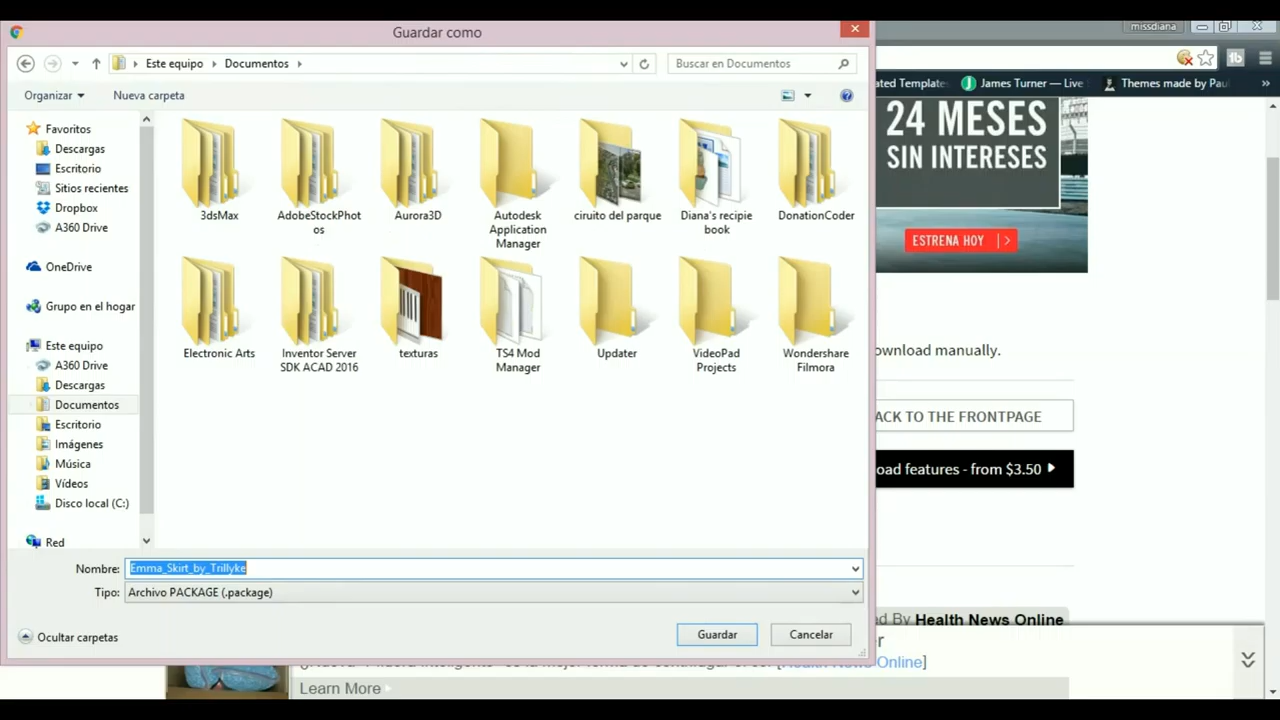 Guardar como
missdiana
Este equipo
Documentos
Buscar en Documentos
Organizar
Nueva carpeta
ated Template
James Turner — Live
Themes made by Pau
»
Favoritos
Descargas
Escritorio
Sitios recientes
Dropbox
A360 Drive
OneDrive
Grupo en el hogar
Este equipo
A360 Drive
Descargas
Documentos
Escritorio
Imágenes
Música
Vídeos
Disco local (C:)
Red
3dsMax
AdobeStockPhot
os
Aurora3D
Autodesk
Application
Manager
ciruito del parque
Diana's recipie
book
DonationCoder
Electronic Arts
Inventor Server
SDK ACAD 2016
texturas
TS4 Mod
Manager
Updater
VideoPad
Projects
Wondershare
Filmora
24 MESES
SIN INTERESES
ESTRENA HOY
ownload manually.
ACK TO THE FRONTPAGE
oad features - from $3.50
Nombre: Emma_Skirt_by_Trillyke
Tipo: Archivo PACKAGE (.package)
Ocultar carpetas
Guardar
Cancelar
d By Health News Online
er
Online]
Learn More